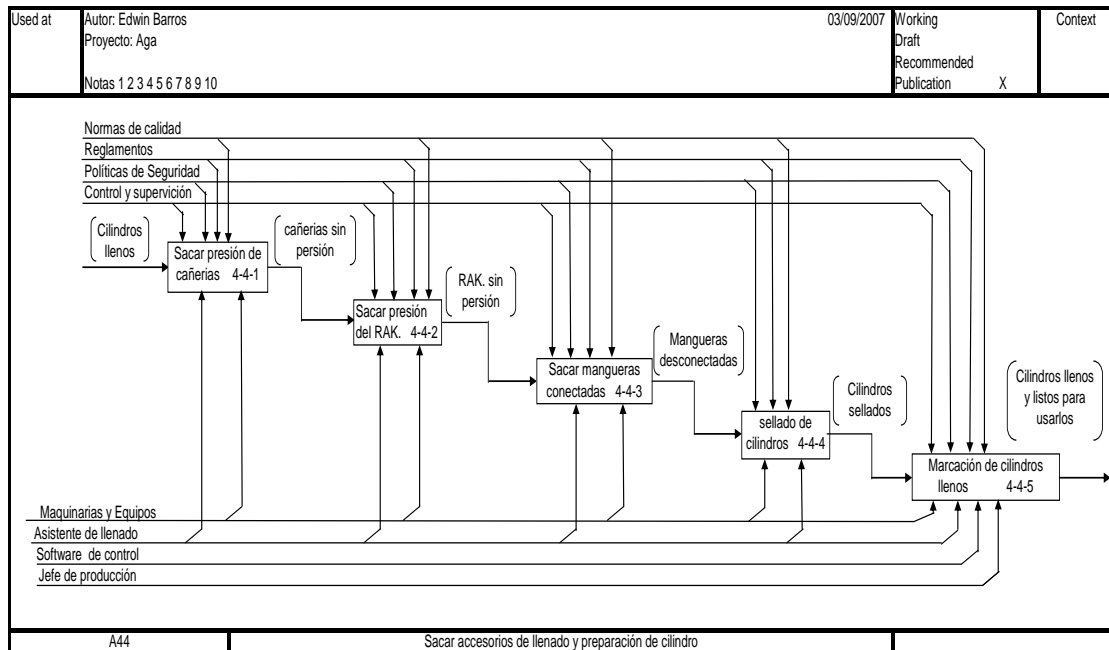 Used at
Autor: Edwin Barros
03/09/2007
Working
Context
Proyecto: Aga
Draft
Recommended
Notas 1 2 3 4 5 6 7 8 9 10
Publication X
Normas de calidad
Reglamentos
Políticas de Seguridad
Control y supervición
Cilindros
llenos
Sacar presión de
cañerias 4-4-1
cañerias sin
persión
Sacar presión
del RAK. 4-4-2
RAK. sin
persión
Sacar mangueras
conectadas 4-4-3
Mangueras
desconectadas
sellado de
cilindros 4-4-4
Cilindros
sellados
Marcación de cilindros
llenos 4-4-5
Cilindros llenos
y listos para
usarlos
Maquinarias y Equipos
Asistente de llenado
Software de control
Jefe de producción
A44
Sacar accesorios de llenado y preparación de cilindro